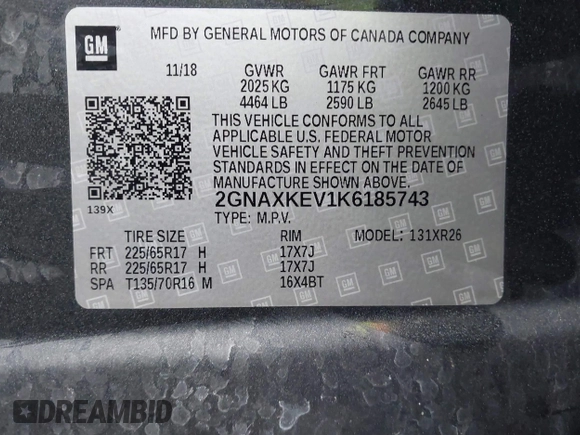 GM
MFD BY GENERAL MOTORS OF CANADA COMPANY
11/18 GVWR GAWR FRT GAWR RR
2025 KG 1175 KG 1200 KG
4464 LB 2590 LB 2645 LB
THIS VEHICLE CONFORMS TO ALL
APPLICABLE U.S. FEDERAL MOTOR
VEHICLE SAFETY AND THEFT PREVENTION
STANDARDS IN EFFECT ON THE DATE OF
MANUFACTURE SHOWN ABOVE.
139X
2GNAXKEV1K6185743
TYPE: M.P.V.
TIRE SIZE RIM MODEL: 131XR26
FRT 225/65R17 H 17X7J
RR 225/65R17 H 17X7J
SPA T135/70R16 M 16X4BT
DREAMBID